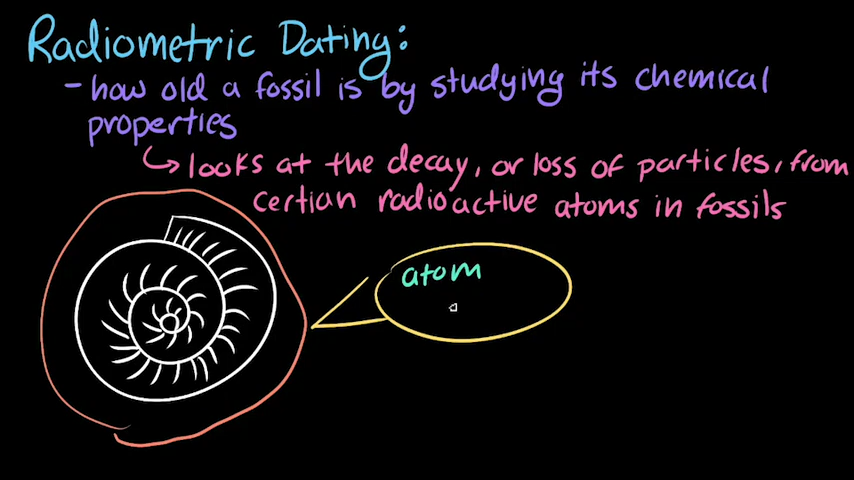 Radiometric Dating:
- how old a fossil is by studying its chemical
properties
↳ looks at the decay, or loss of particles, from
certian radioactive atoms in fossils
atom